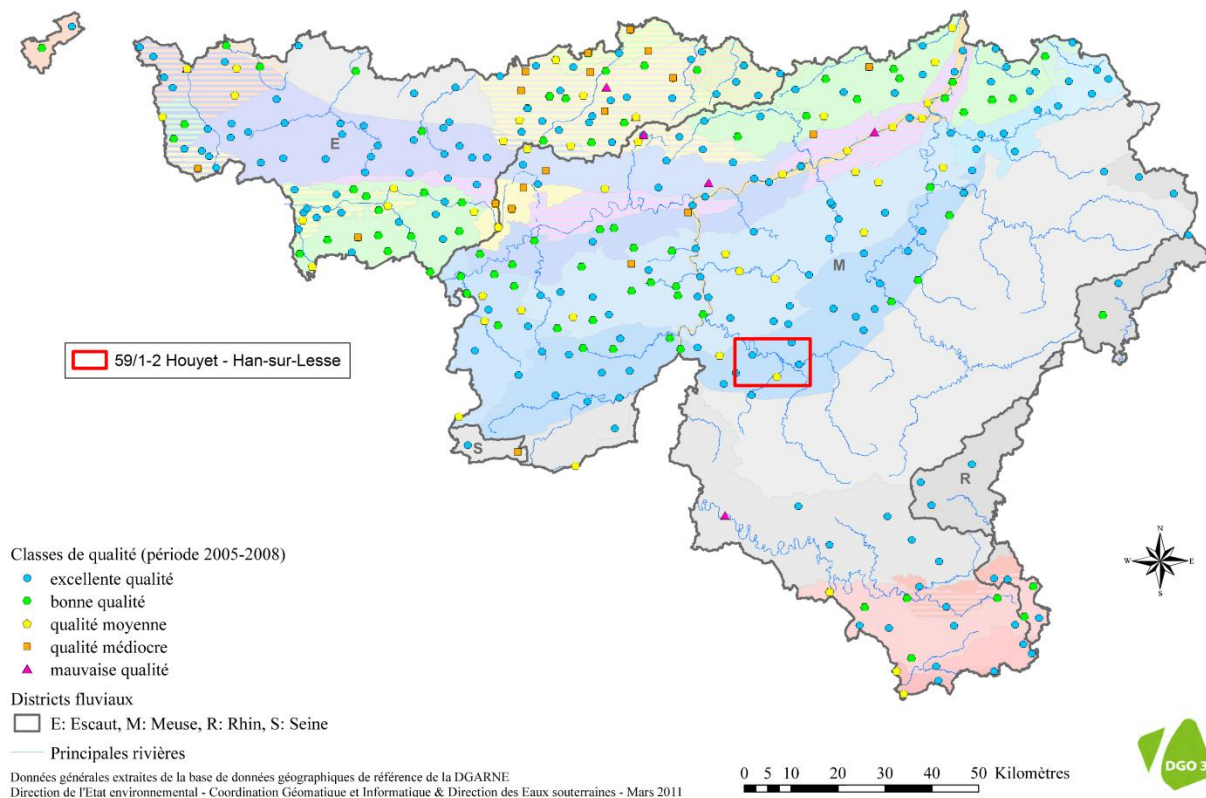 E
M
59/1-2 Houyet - Han-sur-Lesse
S
R
N
W E
S
Classes de qualité (période 2005-2008)
excellente qualité
bonne qualité
qualité moyenne
qualité médiocre
mauvaise qualité
Districts fluviaux
E: Escaut, M: Meuse, R: Rhin, S: Seine
Principales rivières
Données générales extraites de la base de données géographiques de référence de la DGARNE
Direction de l'Etat environnemental - Coordination Géomatique et Informatique & Direction des Eaux souterraines - Mars 2011
0 5 10 20 30 40 50 Kilomètres
DGO 3